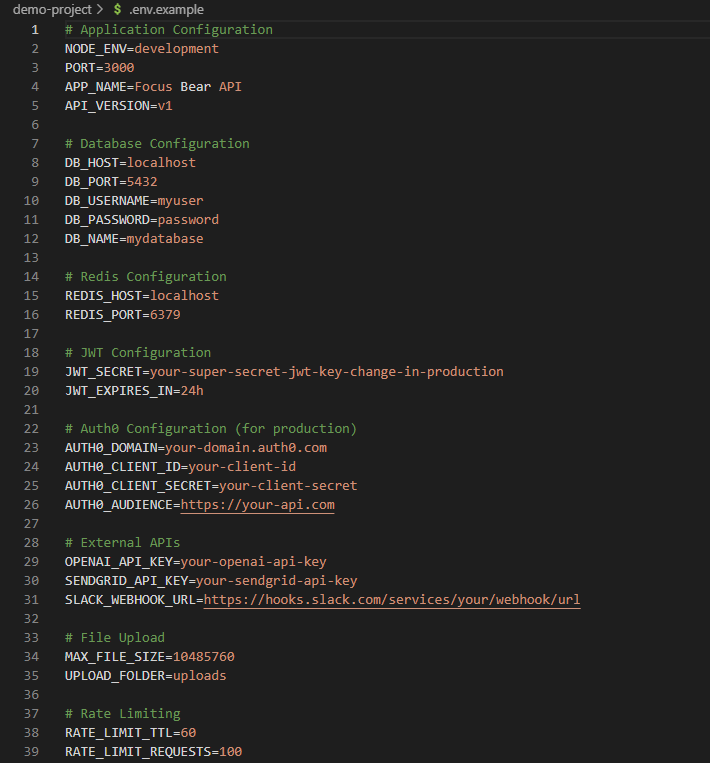 demo-project > $ .env.example
1 # Application Configuration
2 NODE_ENV=development
3 PORT=3000
4 APP_NAME=Focus Bear API
5 API_VERSION=v1
6
7 # Database Configuration
8 DB_HOST=localhost
9 DB_PORT=5432
10 DB_USERNAME=myuser
11 DB_PASSWORD=password
12 DB_NAME=mydatabase
13
14 # Redis Configuration
15 REDIS_HOST=localhost
16 REDIS_PORT=6379
17
18 # JWT Configuration
19 JWT_SECRET=your-super-secret-jwt-key-change-in-production
20 JWT_EXPIRES_IN=24h
21
22 # Auth0 Configuration (for production)
23 AUTH0_DOMAIN=your-domain.auth0.com
24 AUTH0_CLIENT_ID=your-client-id
25 AUTH0_CLIENT_SECRET=your-client-secret
26 AUTH0_AUDIENCE=https://your-api.com
27
28 # External APIs
29 OPENAI_API_KEY=your-openai-api-key
30 SENDGRID_API_KEY=your-sendgrid-api-key
31 SLACK_WEBHOOK_URL=https://hooks.slack.com/services/your/webhook/url
32
33 # File Upload
34 MAX_FILE_SIZE=10485760
35 UPLOAD_FOLDER=uploads
36
37 # Rate Limiting
38 RATE_LIMIT_TTL=60
39 RATE_LIMIT_REQUESTS=100